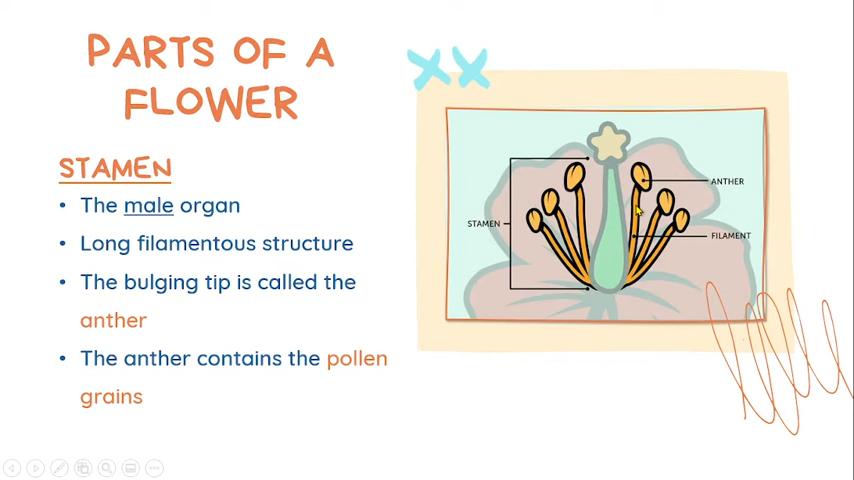 PARTS OF A
FLOWER
STAMEN
• The male organ
• Long filamentous structure
• The bulging tip is called the
anther
• The anther contains the pollen
grains
STAMEN
ANTHER
FILAMENT